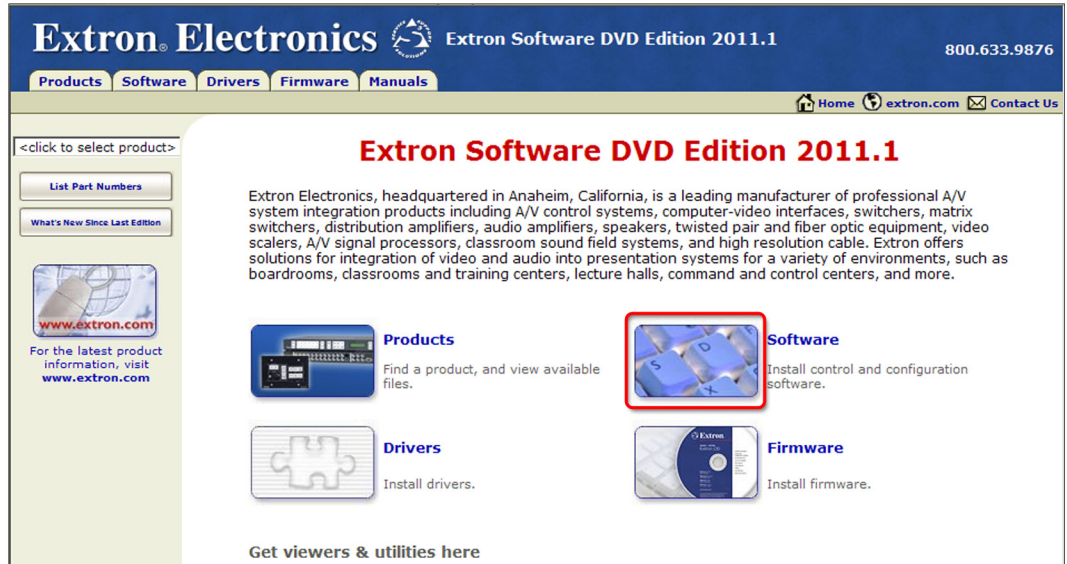 Extron® Electronics
SERVICE SUPPORT SOLUTIONS
Extron Software DVD Edition 2011.1
800.633.9876
Products Software Drivers Firmware Manuals
Home extron.com Contact Us
<click to select product>
List Part Numbers
What's New Since Last Edition
www.extron.com
For the latest product
information, visit
www.extron.com
Extron Software DVD Edition 2011.1
Extron Electronics, headquartered in Anaheim, California, is a leading manufacturer of professional A/V
system integration products including A/V control systems, computer-video interfaces, switchers, matrix
switchers, distribution amplifiers, audio amplifiers, speakers, twisted pair and fiber optic equipment, video
scalers, A/V signal processors, classroom sound field systems, and high resolution cable. Extron offers
solutions for integration of video and audio into presentation systems for a variety of environments, such as
boardrooms, classrooms and training centers, lecture halls, command and control centers, and more.
Products
Find a product, and view available
files.
S D X
Software
Install control and configuration
software.
Drivers
Install drivers.
Extron
Firmware
Install firmware.
Get viewers & utilities here